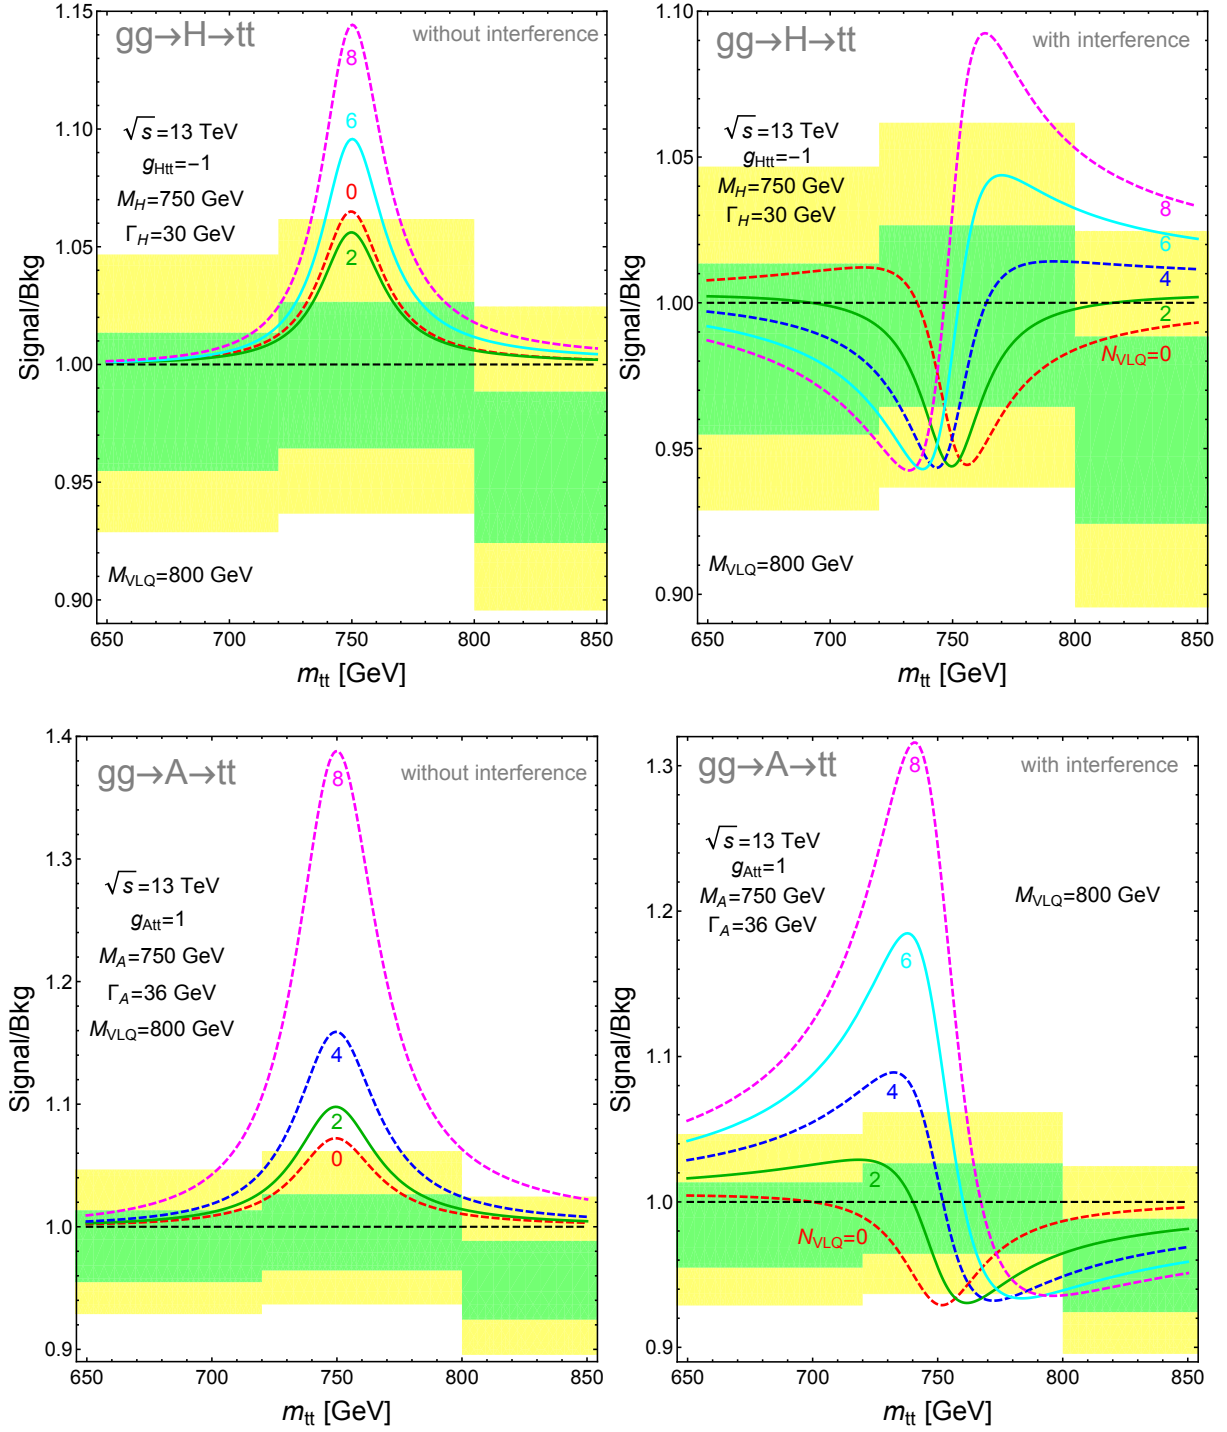 gg→H→tt
without interference
√s=13 TeV
gHtt=−1
MH=750 GeV
ΓH=30 GeV
MVLQ=800 GeV
8
6
0
2
1.15
1.10
1.05
1.00
0.95
0.90
Signal/Bkg
650 700 750 800 850
mtt [GeV]
gg→H→tt
with interference
√s=13 TeV
gHtt=−1
MH=750 GeV
ΓH=30 GeV
MVLQ=800 GeV
8
6
4
2
NVLQ=0
1.10
1.05
1.00
0.95
0.90
Signal/Bkg
650 700 750 800 850
mtt [GeV]
gg→A→tt
without interference
√s=13 TeV
gAtt=1
MA=750 GeV
ΓA=36 GeV
MVLQ=800 GeV
8
4
2
0
1.4
1.3
1.2
1.1
1.0
0.9
Signal/Bkg
650 700 750 800 850
mtt [GeV]
gg→A→tt
with interference
√s=13 TeV
gAtt=1
MA=750 GeV
ΓA=36 GeV
MVLQ=800 GeV
8
6
4
2
NVLQ=0
1.3
1.2
1.1
1.0
0.9
Signal/Bkg
650 700 750 800 850
mtt [GeV]